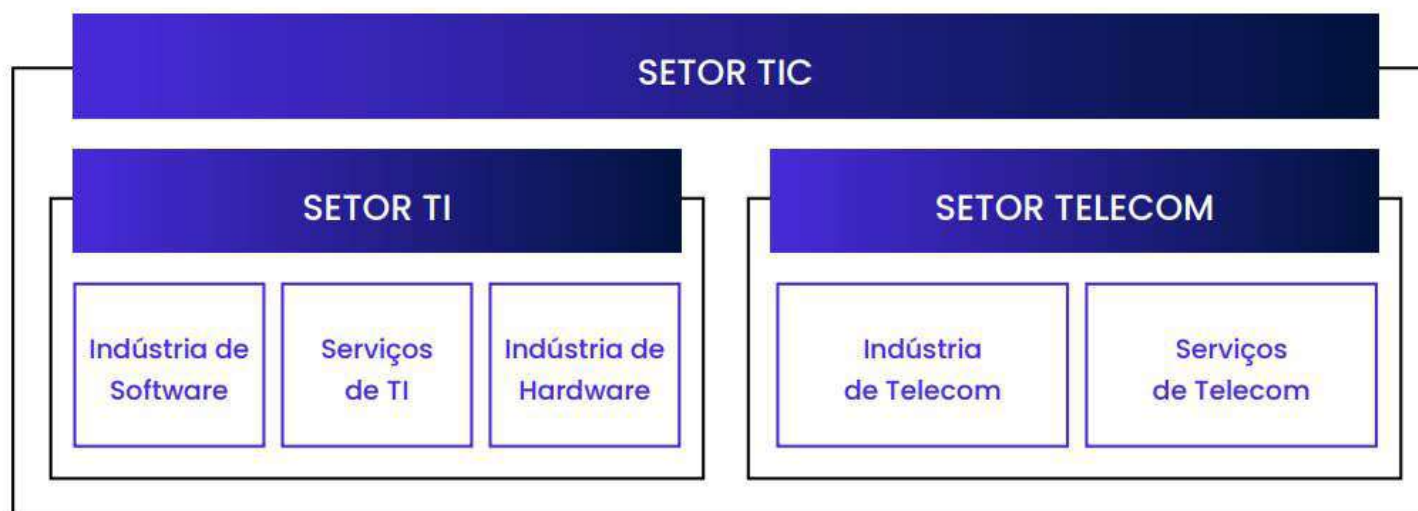 SETOR TIC
SETOR TI
SETOR TELECOM
Indústria de
Software
Serviços
de TI
Indústria de
Hardware
Indústria
de Telecom
Serviços
de Telecom